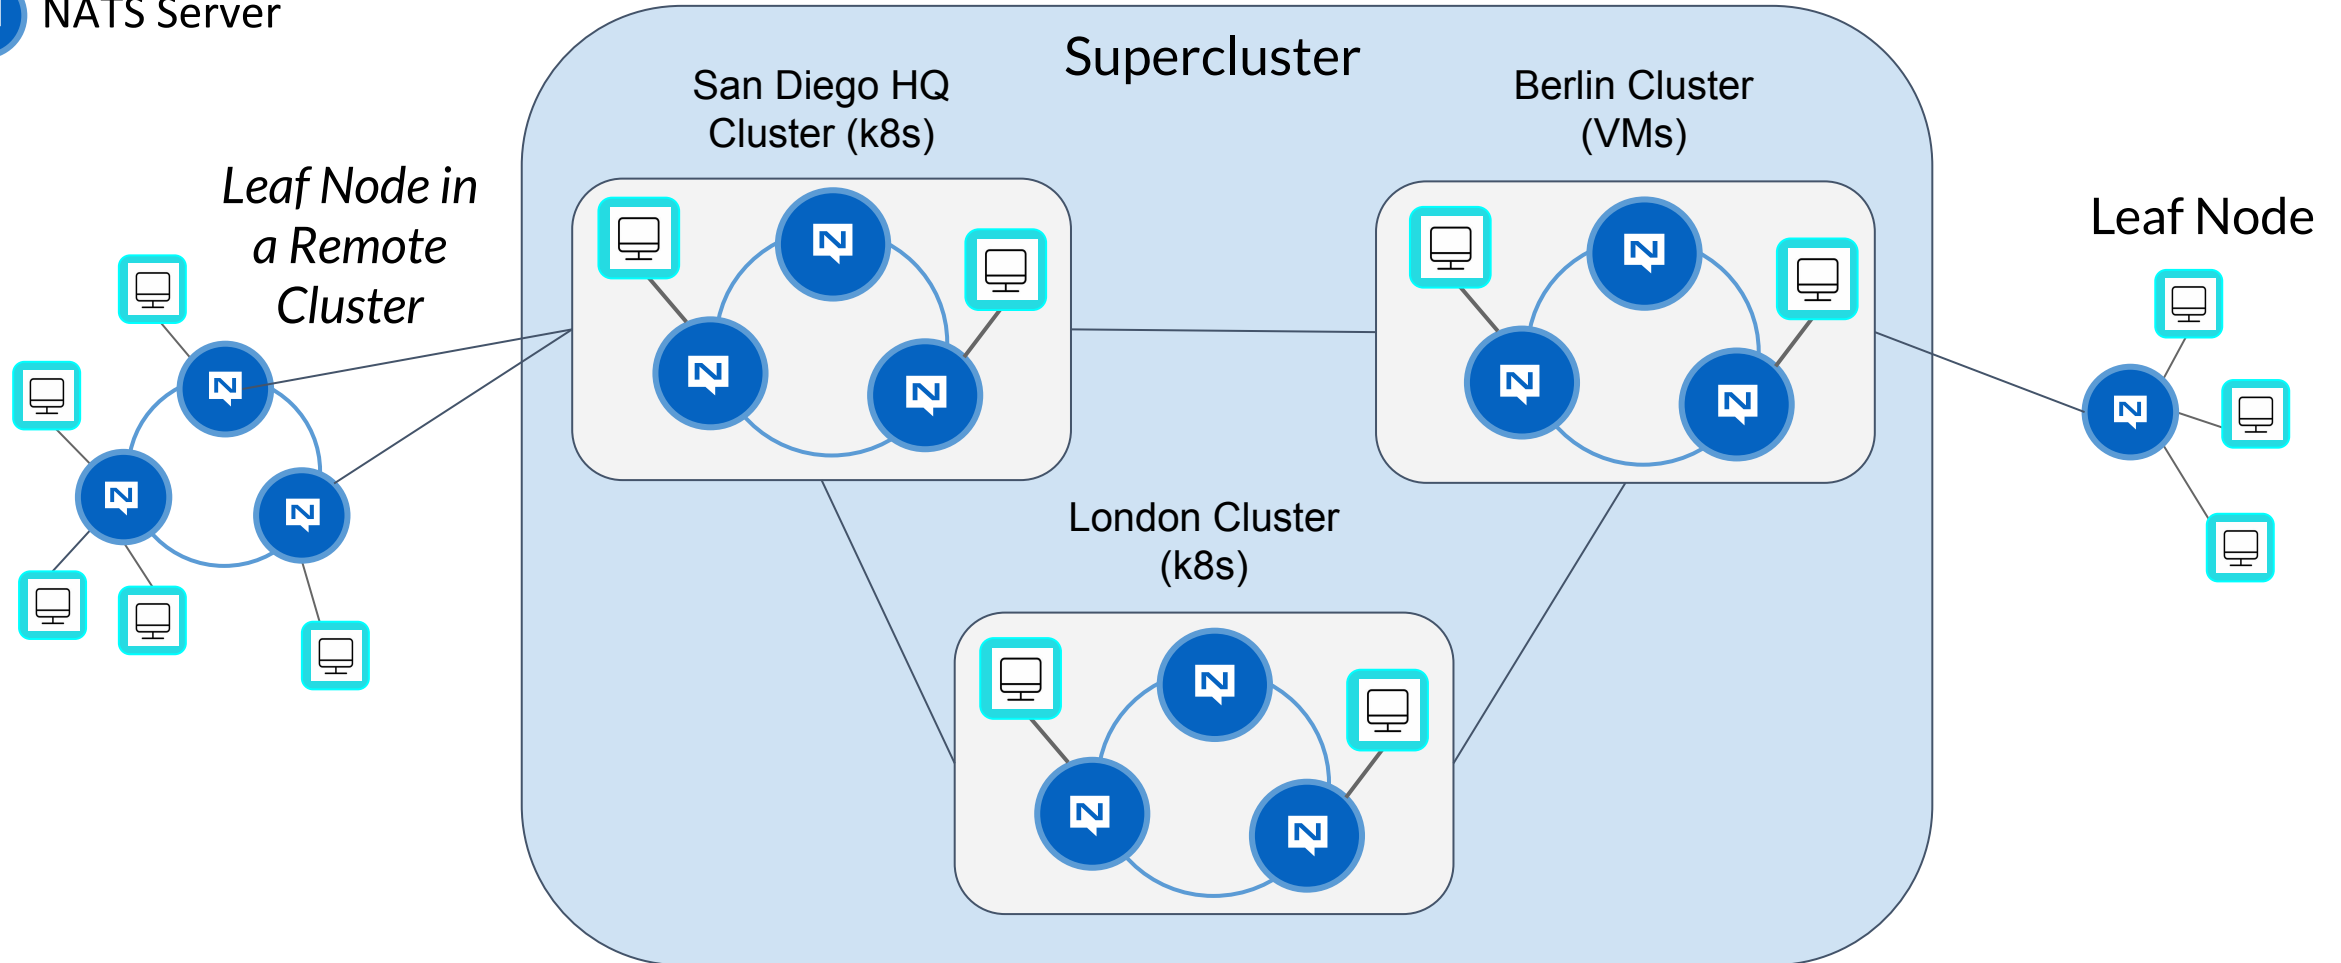 NATS Server
Supercluster
San Diego HQ
Cluster (k8s)
Berlin Cluster
(VMs)
Leaf Node in
a Remote
Cluster
Leaf Node
London Cluster
(k8s)